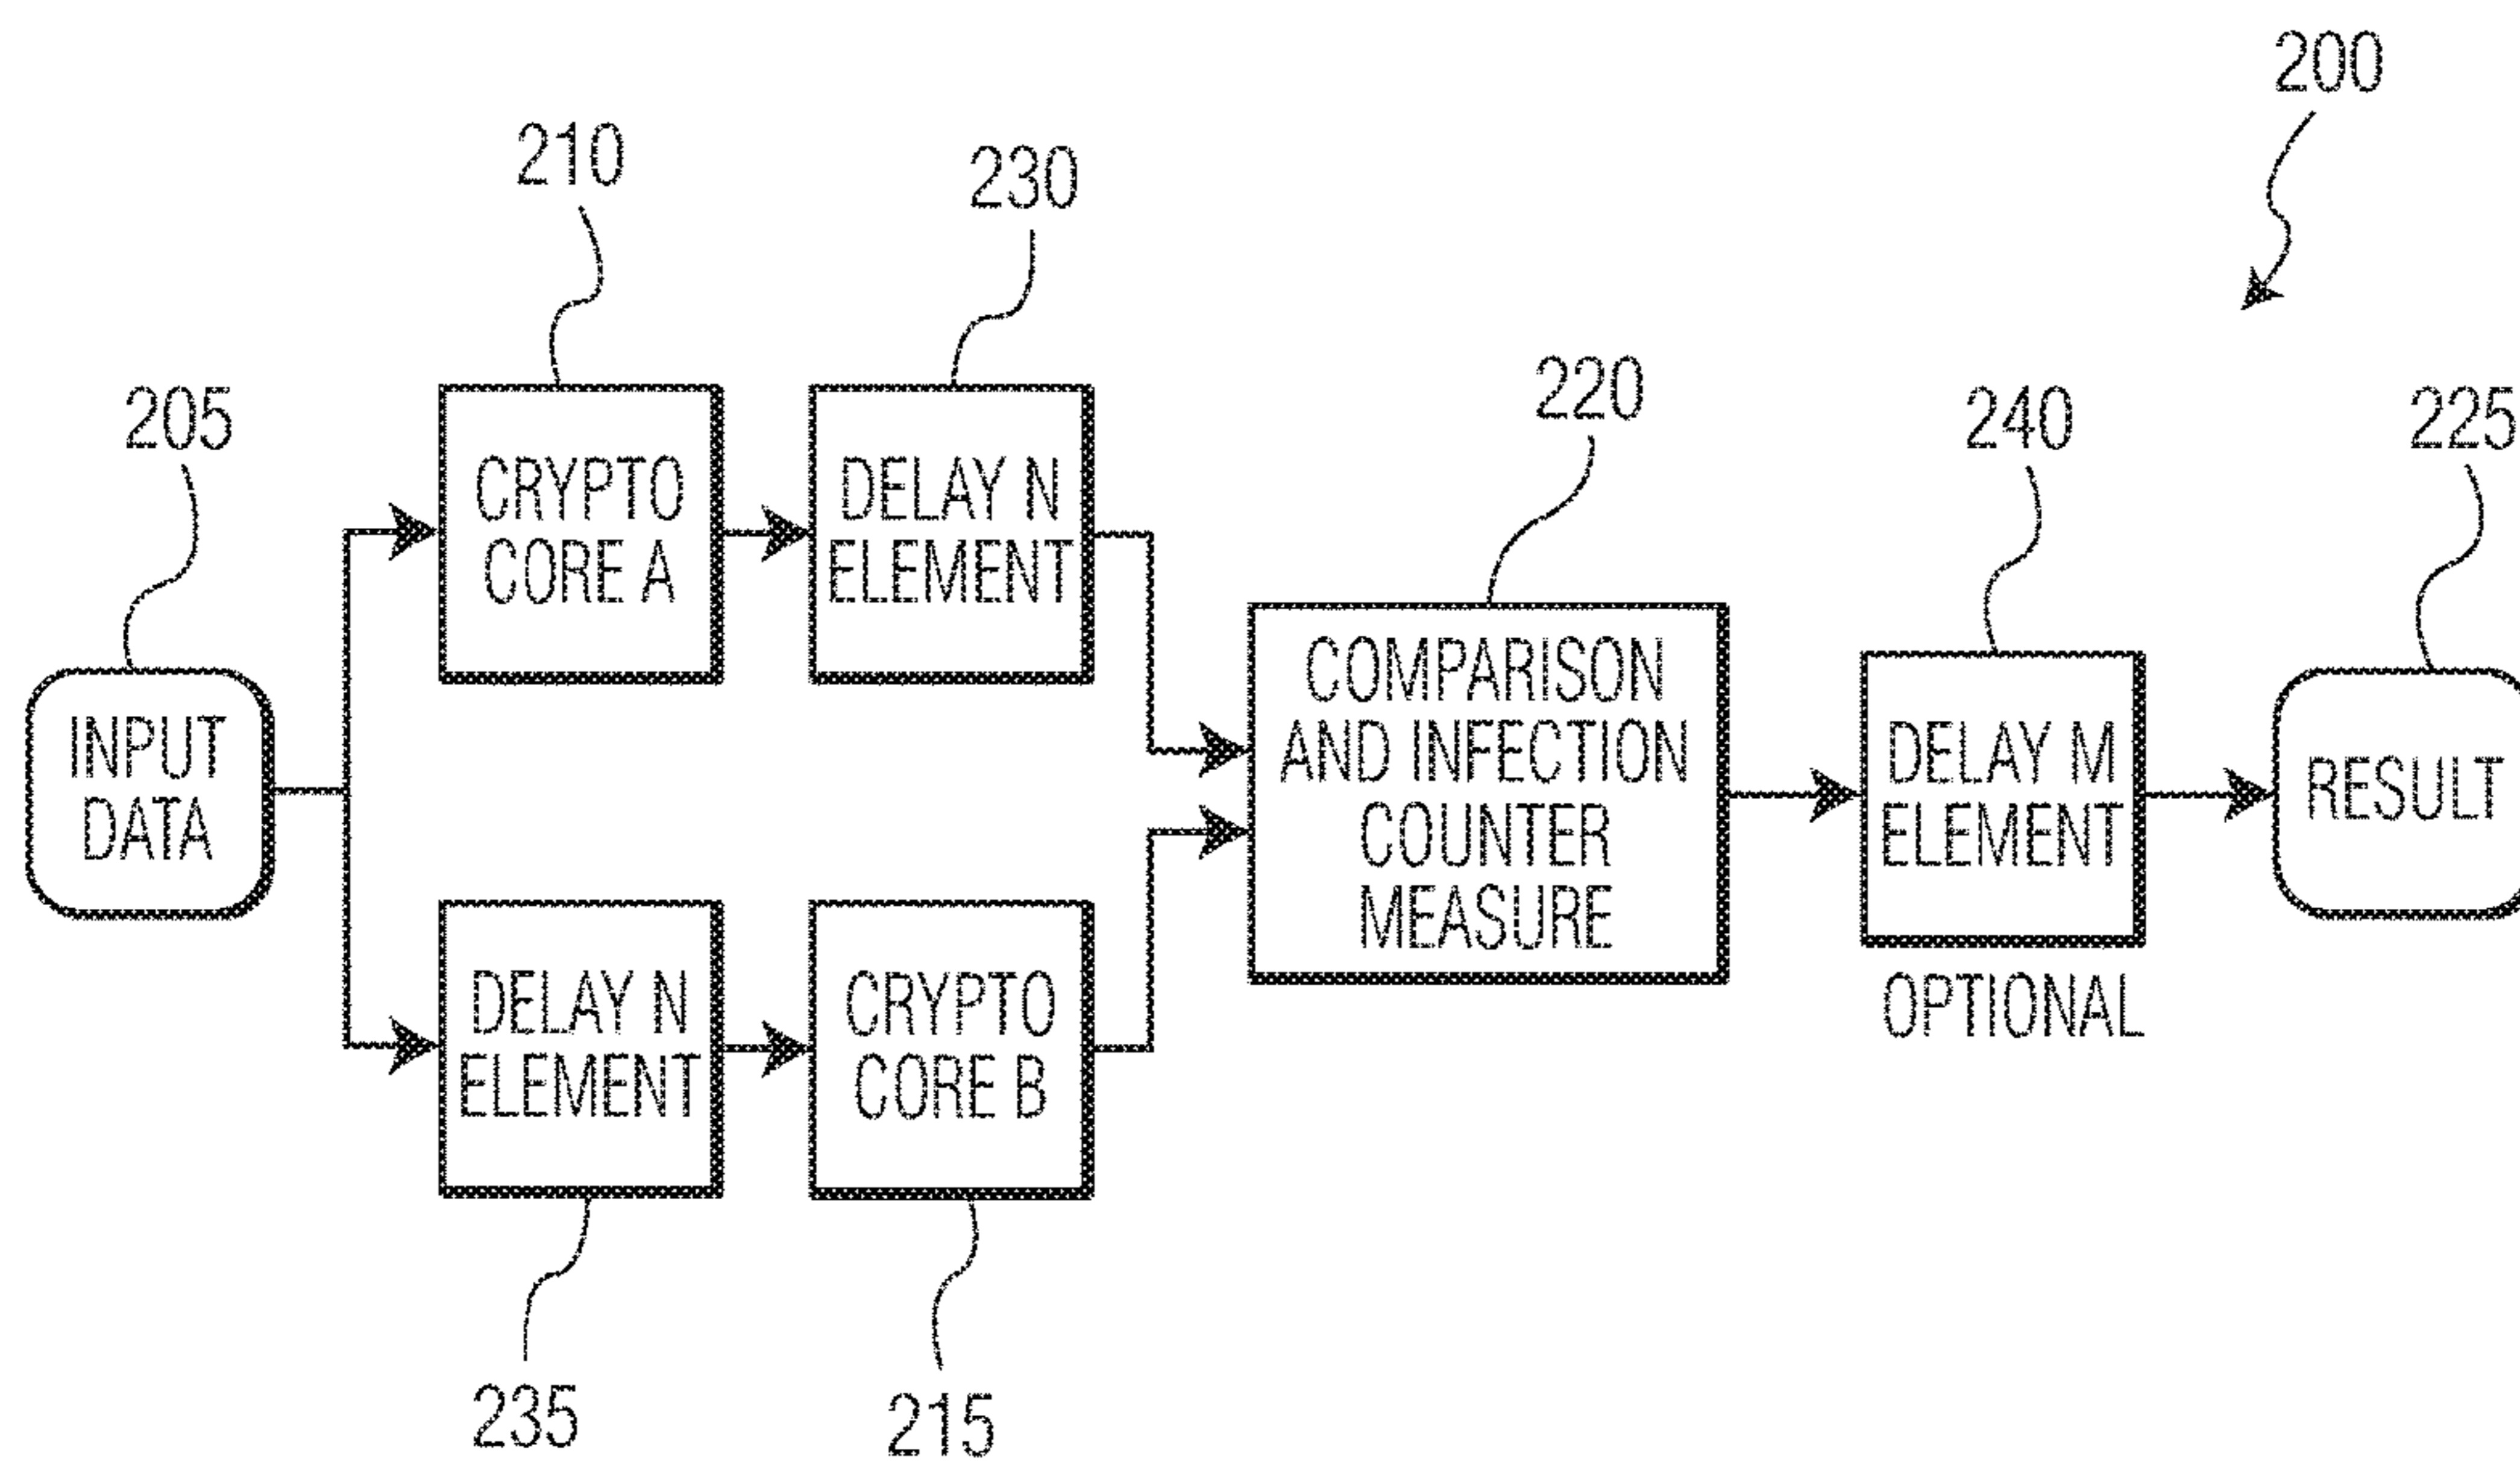 200
210
230
205
220
240
225
CRYPTO
CORE A
DELAY N
ELEMENT
INPUT
DATA
COMPARISON
AND INFECTION
COUNTER
MEASURE
DELAY M
ELEMENT
OPTIONAL
RESULT
DELAY N
ELEMENT
CRYPTO
CORE B
235
215